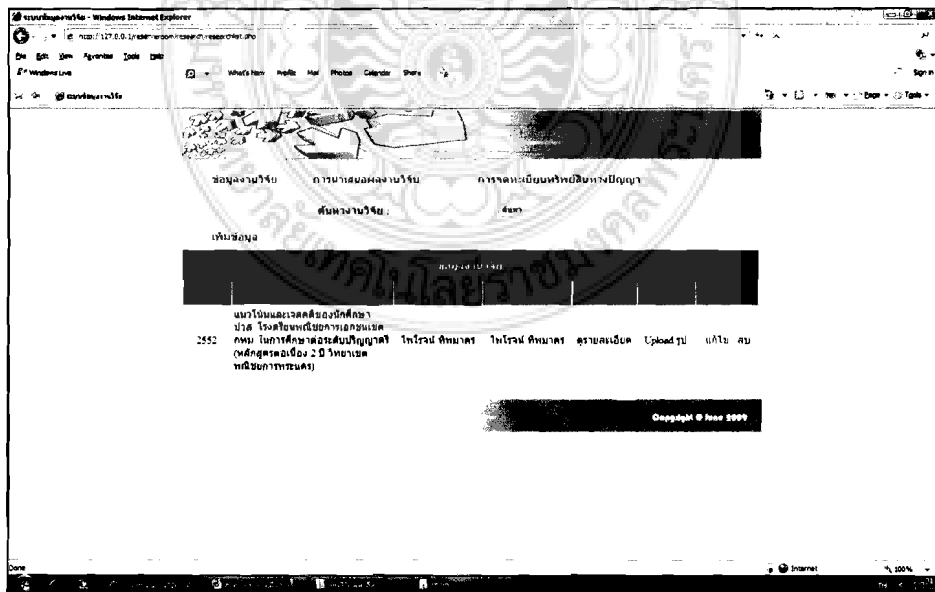 ระบบข้อมูลงานวิจัย - Windows Internet Explorer
File Edit View Favorites Tools Help
Windows Live What's New Profile Mail Photos Calendar Share Sign in
ระบบข้อมูลงานวิจัย Page Tools
ข้อมูลงานวิจัย การนำเสนอผลงานวิจัย การจดทะเบียนทรัพย์สินทางปัญญา
ค้นหางานวิจัย : ค้นหา
เพิ่มข้อมูล
ข้อมูลงานวิจัย
แนวโน้มและเจตคติของนักศึกษา
ปวส โรงเรียนพณิชยการเอกชนเขต
2552 กทม ในการศึกษาต่อระดับปริญญาตรี ไพโรจน์ ทิพมาตร ไพโรจน์ ทิพมาตร ดูรายละเอียด Upload รูป แก้ไข ลบ
(หลักสูตรต่อเนื่อง 2 ปี วิทยาเขต
พณิชยการพระนคร)
Copyright © June 2009
Done Internet 100%